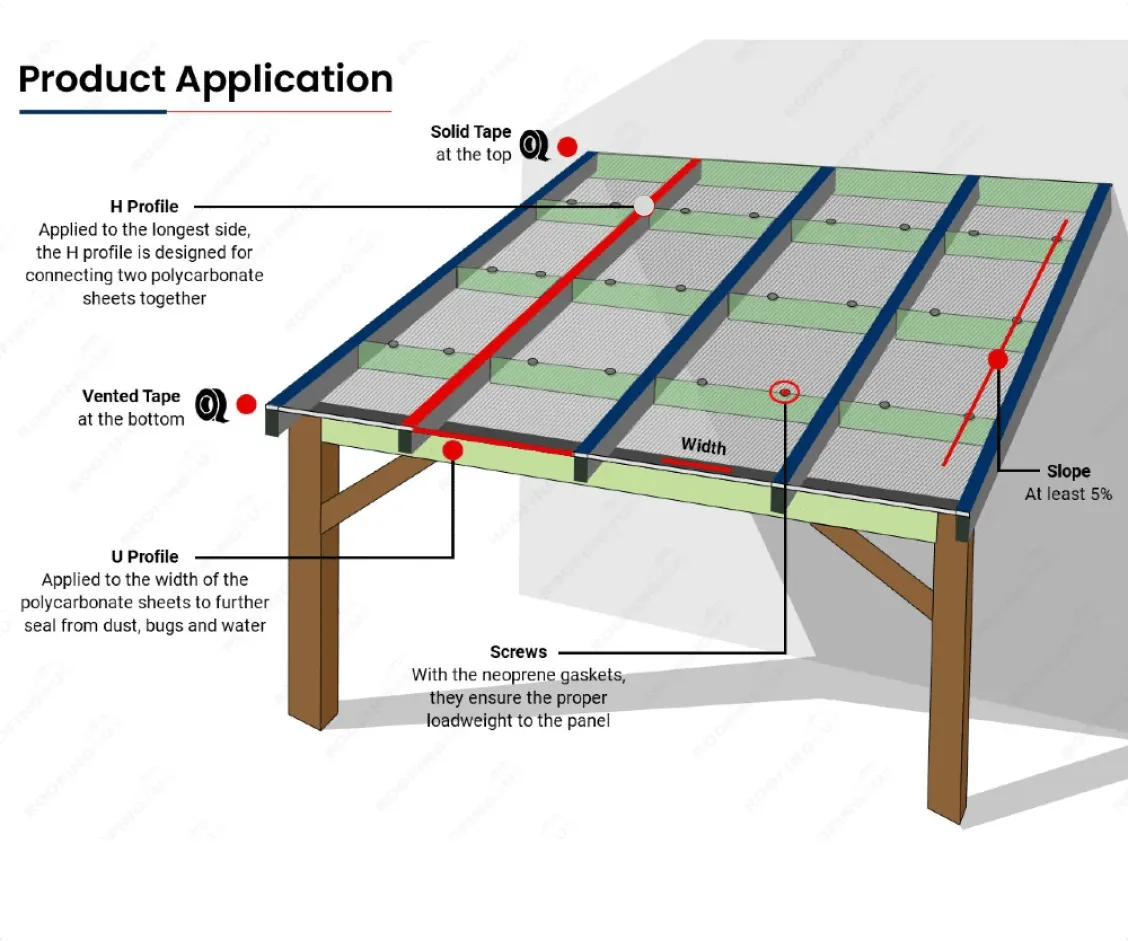 Product Application
Solid Tape
at the top
H Profile
Applied to the longest side,
the H profile is designed for
connecting two polycarbonate
sheets together
Vented Tape
at the bottom
Width
Slope
At least 5%
U Profile
Applied to the width of the
polycarbonate sheets to further
seal from dust, bugs and water
Screws
With the neoprene gaskets,
they ensure the proper
loadweight to the panel